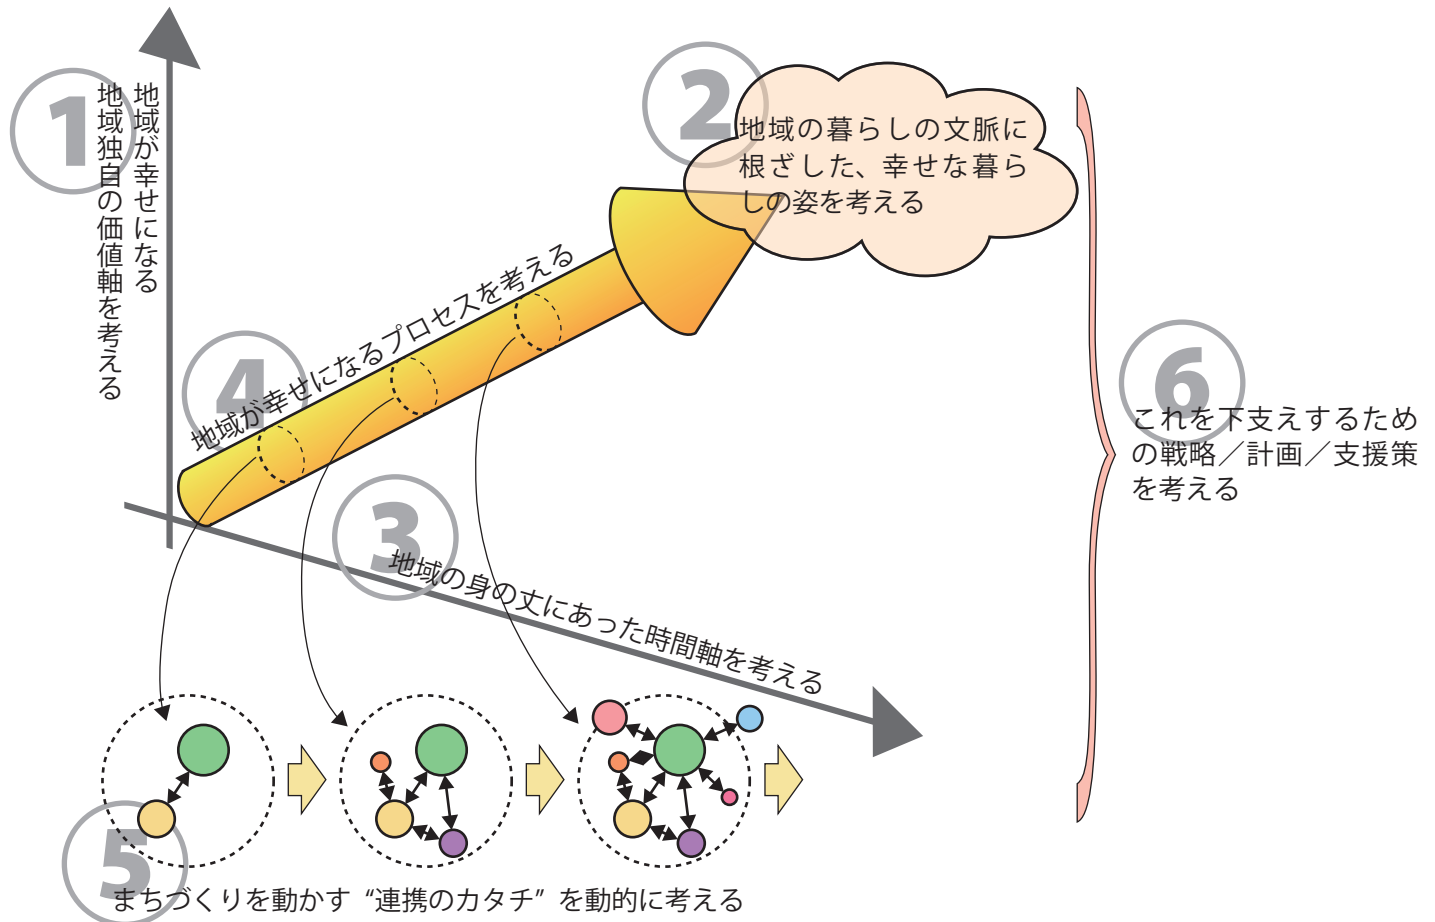 1
地域が幸せになる
地域独自の価値軸を考える
2
地域の暮らしの文脈に
根ざした、幸せな暮ら
しの姿を考える
3
地域の身の丈にあった時間軸を考える
4
地域が幸せになるプロセスを考える
5
まちづくりを動かす“連携のカタチ”を動的に考える
6
これを下支えするため
の戦略／計画／支援策
を考える